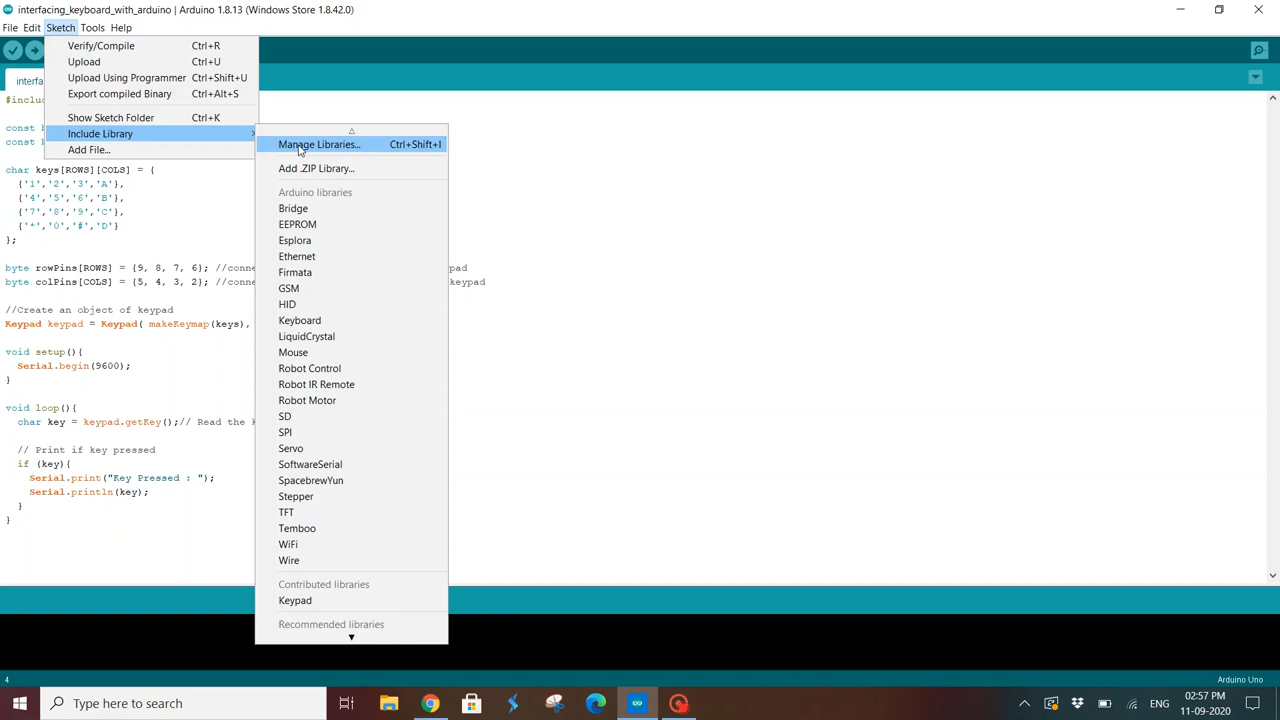 interfacing_keyboard_with_arduino | Arduino 1.8.13 (Windows Store 1.8.42.0)
File Edit Sketch Tools Help
Verify/Compile Ctrl+R
Upload Ctrl+U
Upload Using Programmer Ctrl+Shift+U
Export compiled Binary Ctrl+Alt+S
Show Sketch Folder Ctrl+K
Include Library
Add File...
Manage Libraries... Ctrl+Shift+I
Add .ZIP Library...
Arduino libraries
Bridge
EEPROM
Esplora
Ethernet
Firmata
GSM
HID
Keyboard
LiquidCrystal
Mouse
Robot Control
Robot IR Remote
Robot Motor
SD
SPI
Servo
SoftwareSerial
SpacebrewYun
Stepper
TFT
Temboo
WiFi
Wire
Contributed libraries
Keypad
Recommended libraries
const
const
char keys[ROWS][COLS] = {
{'1','2','3','A'},
{'4','5','6','B'},
{'7','8','9','C'},
{'*','0','#','D'}
};
byte rowPins[ROWS] = {9, 8, 7, 6}; //conne
byte colPins[COLS] = {5, 4, 3, 2}; //conne keypad
//Create an object of keypad
Keypad keypad = Keypad( makeKeymap(keys),
void setup(){
Serial.begin(9600);
}
void loop(){
char key = keypad.getKey();// Read the
// Print if key pressed
if (key){
Serial.print("Key Pressed : ");
Serial.println(key);
}
}
4 Arduino Uno
Type here to search
ENG
02:57 PM
11-09-2020